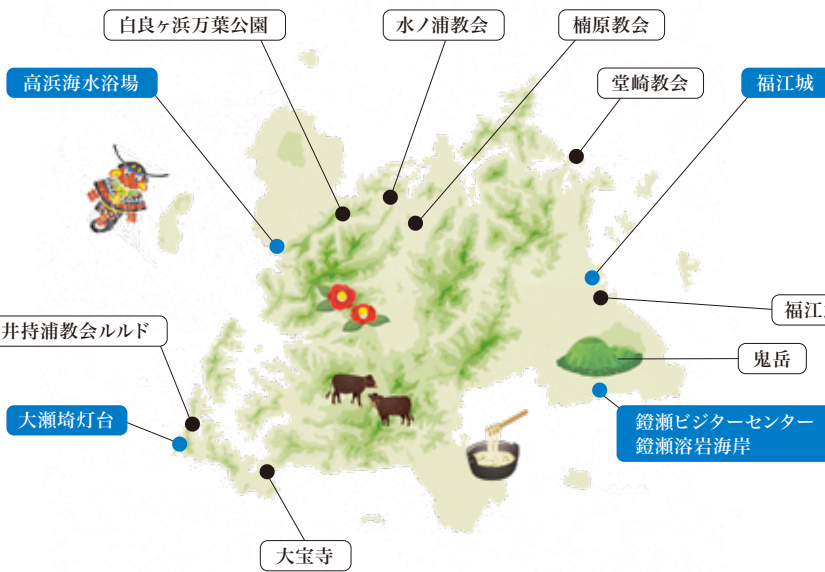 白良ヶ浜万葉公園
水ノ浦教会
楠原教会
高浜海水浴場
堂崎教会
福江城
福江
井持浦教会ルルド
鬼岳
大瀬埼灯台
鐙瀬ビジターセンター
鐙瀬溶岩海岸
大宝寺